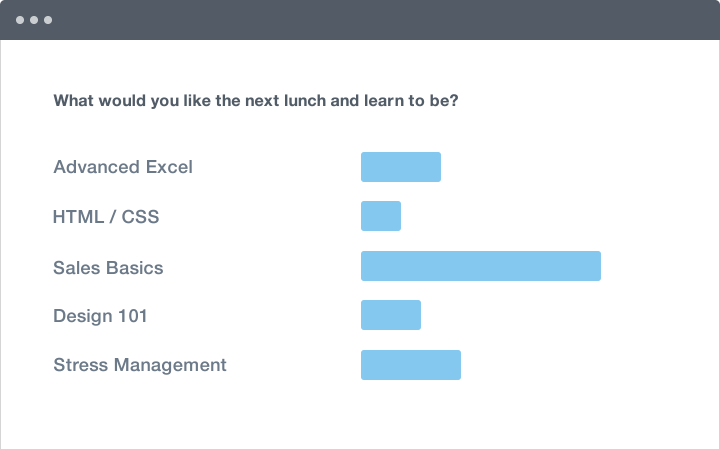 What would you like the next lunch and learn to be?
Advanced Excel
HTML / CSS
Sales Basics
Design 101
Stress Management